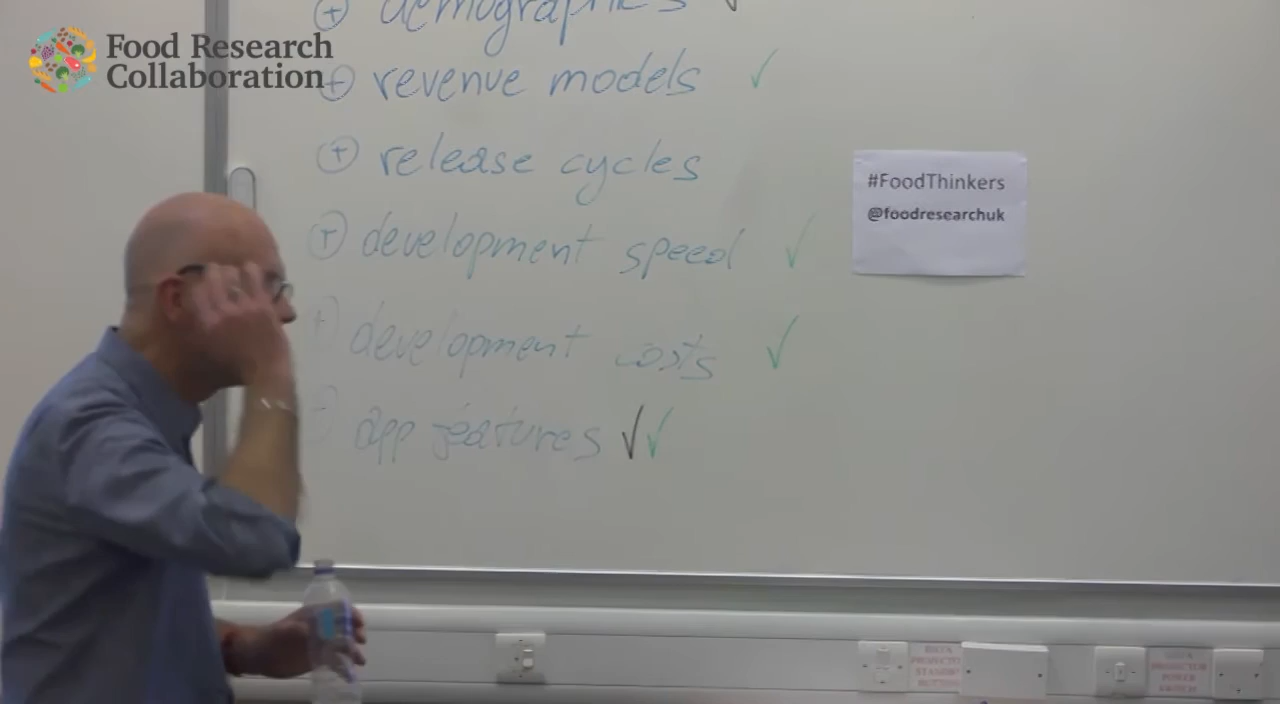 Food Research
Collaboration
+ demographics ✓
+ revenue models ✓
+ release cycles
+ development speed ✓
+ development costs ✓
app features ✓✓
#FoodThinkers
@foodresearchuk